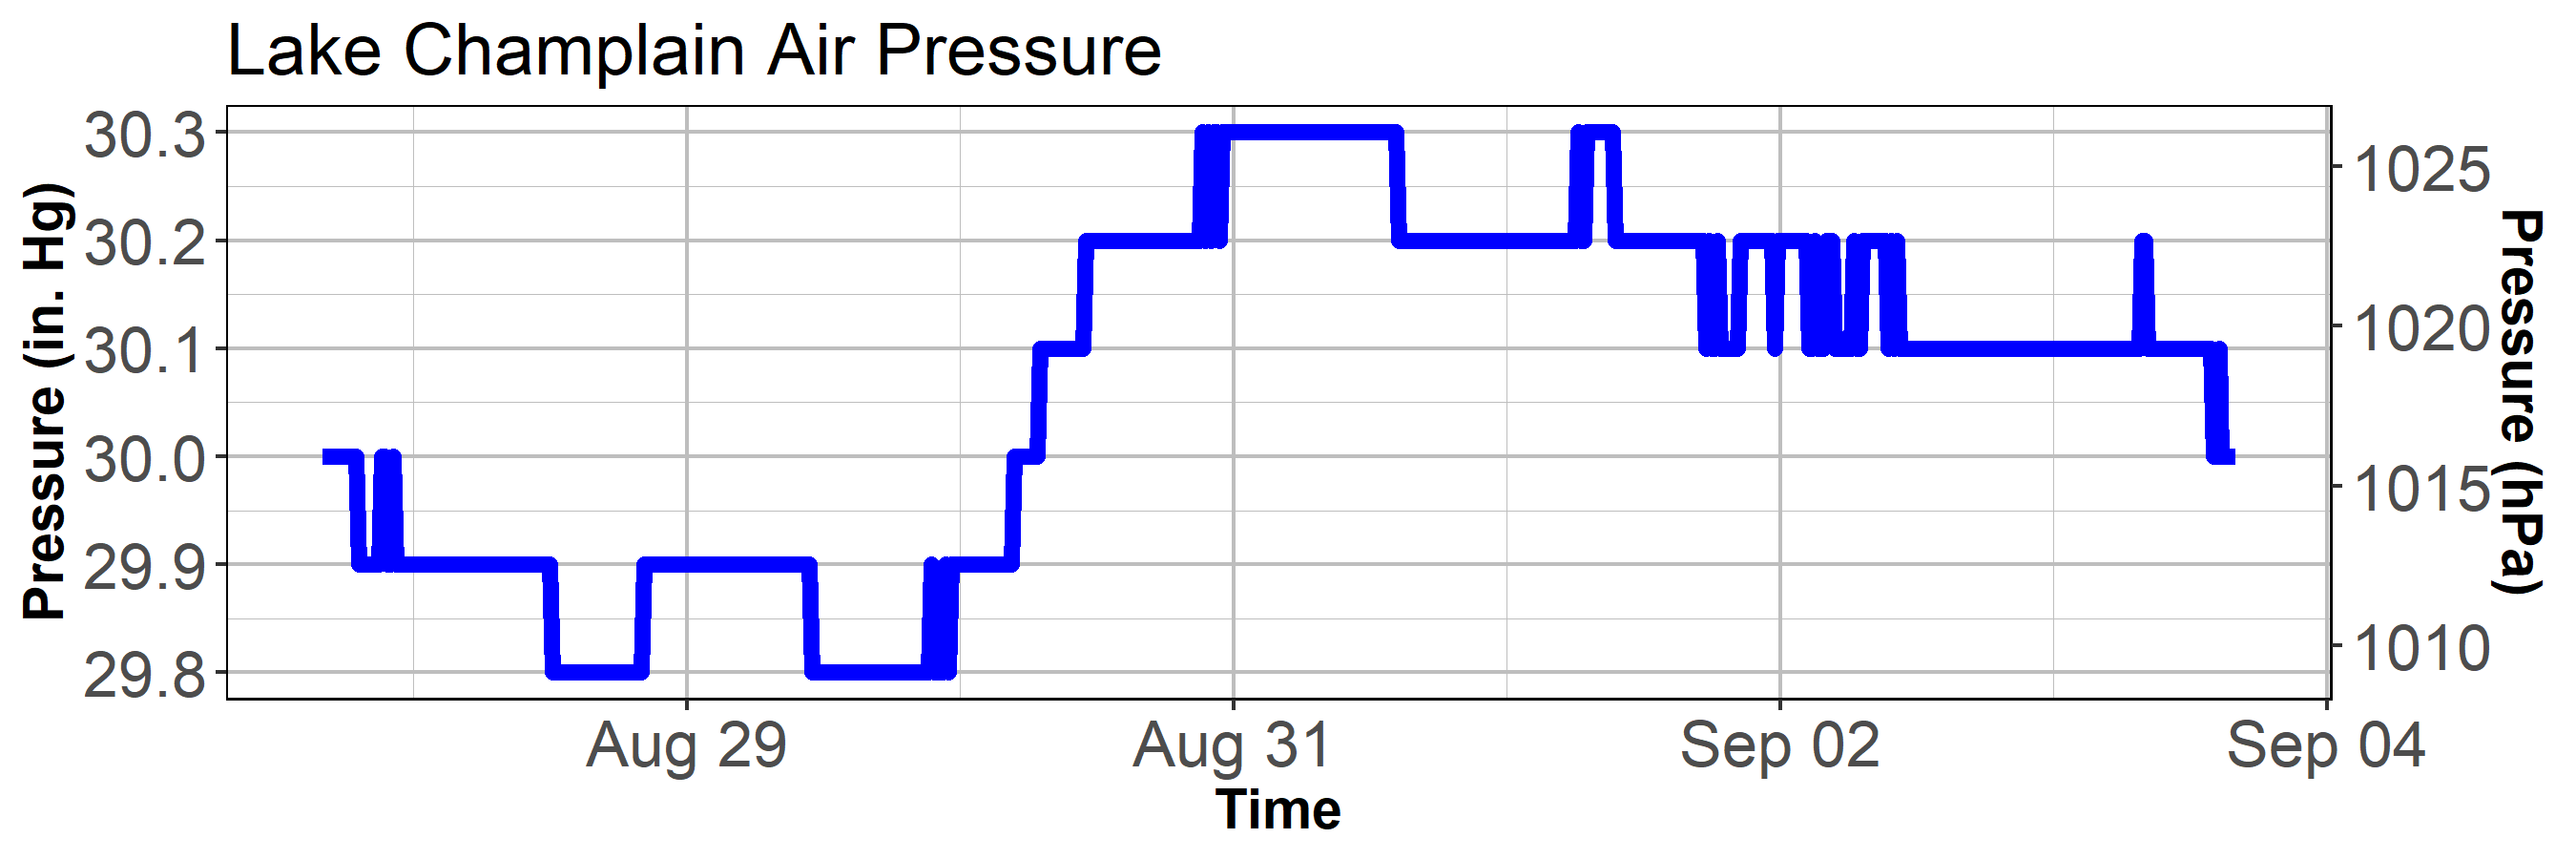 Lake Champlain Air Pressure
Pressure (in. Hg)
30.3
30.2
30.1
30.0
29.9
29.8
1025
1020
1015
1010
Pressure (hPa)
Aug 29 Aug 31 Sep 02 Sep 04
Time